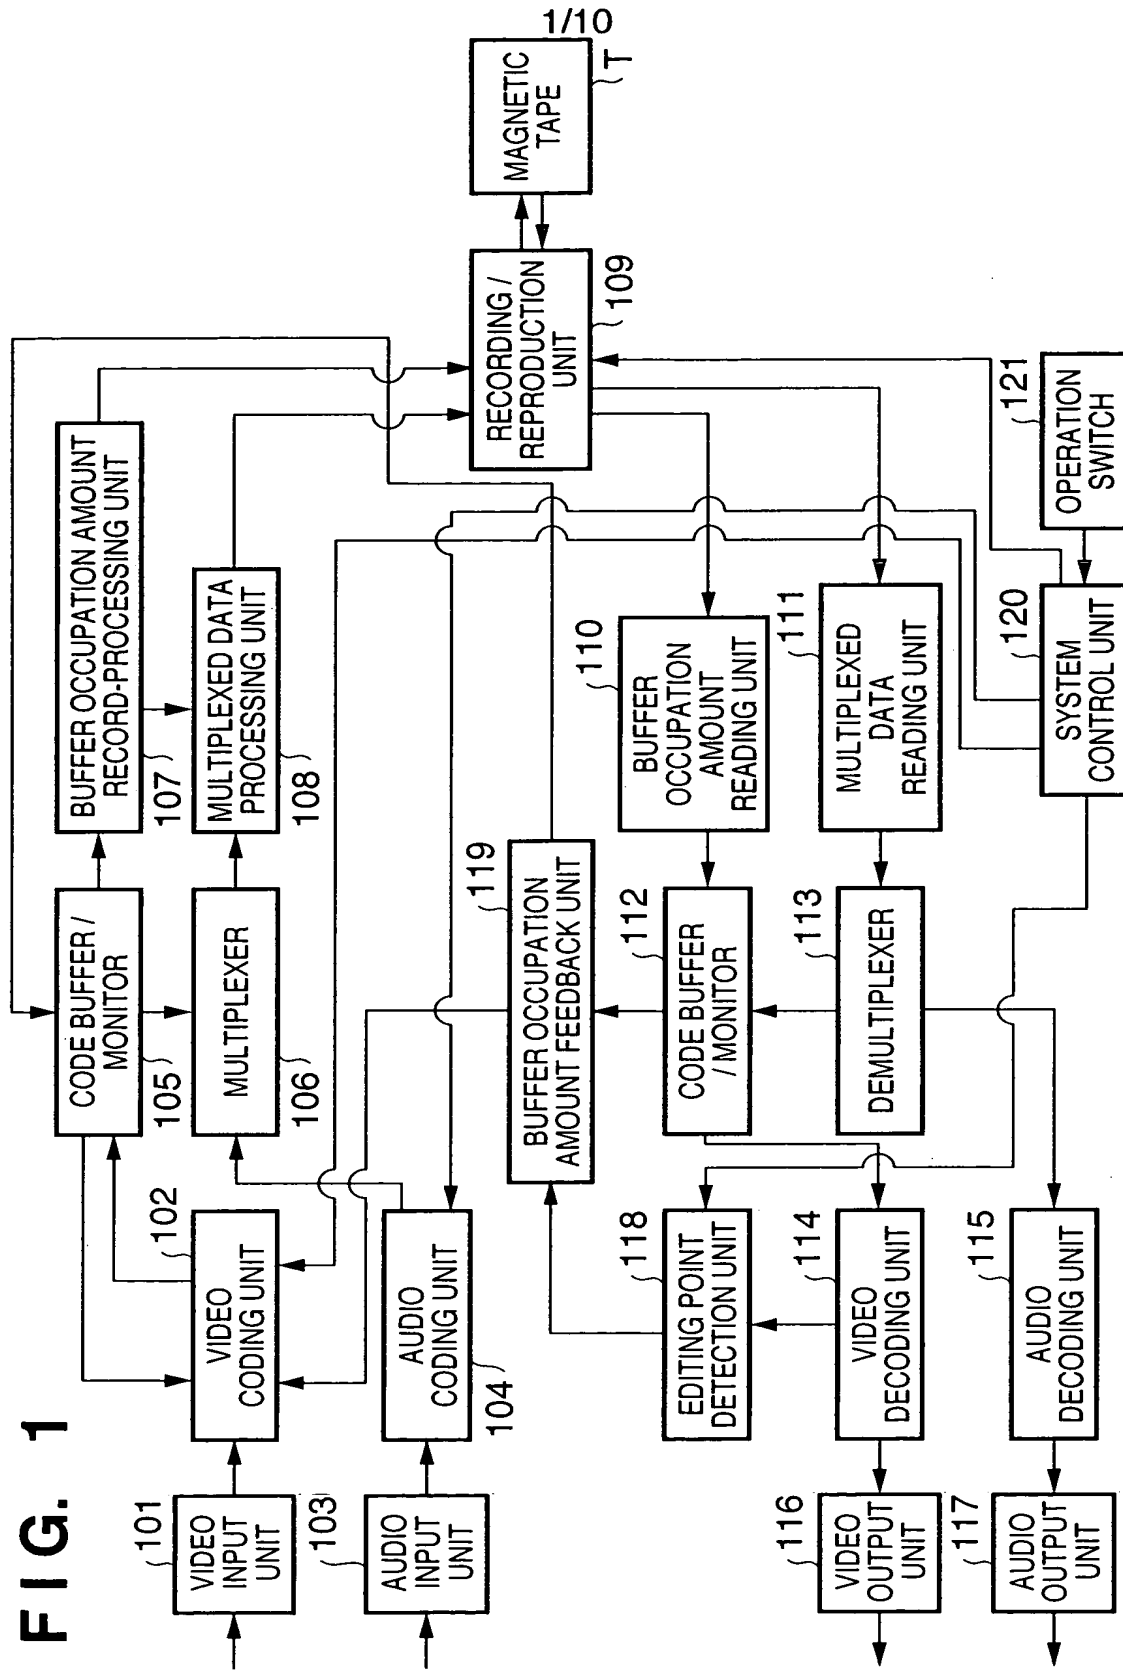 1/10
FIG. 1
101
VIDEO
INPUT
UNIT
102
VIDEO
CODING UNIT
103
AUDIO
INPUT
UNIT
104
AUDIO
CODING UNIT
CODE BUFFER /
MONITOR
105
MULTIPLEXER
106
BUFFER OCCUPATION AMOUNT
RECORD-PROCESSING UNIT
107
MULTIPLEXED DATA
PROCESSING UNIT
108
RECORDING /
REPRODUCTION
UNIT
109
MAGNETIC
TAPE
T
119
BUFFER OCCUPATION
AMOUNT FEEDBACK UNIT
110
BUFFER
OCCUPATION
AMOUNT
READING UNIT
111
MULTIPLEXED
DATA
READING UNIT
112
CODE BUFFER
/ MONITOR
113
DEMULTIPLEXER
118
EDITING POINT
DETECTION UNIT
114
VIDEO
DECODING UNIT
115
AUDIO
DECODING UNIT
116
VIDEO
OUTPUT
UNIT
117
AUDIO
OUTPUT
UNIT
120
SYSTEM
CONTROL UNIT
121
OPERATION
SWITCH